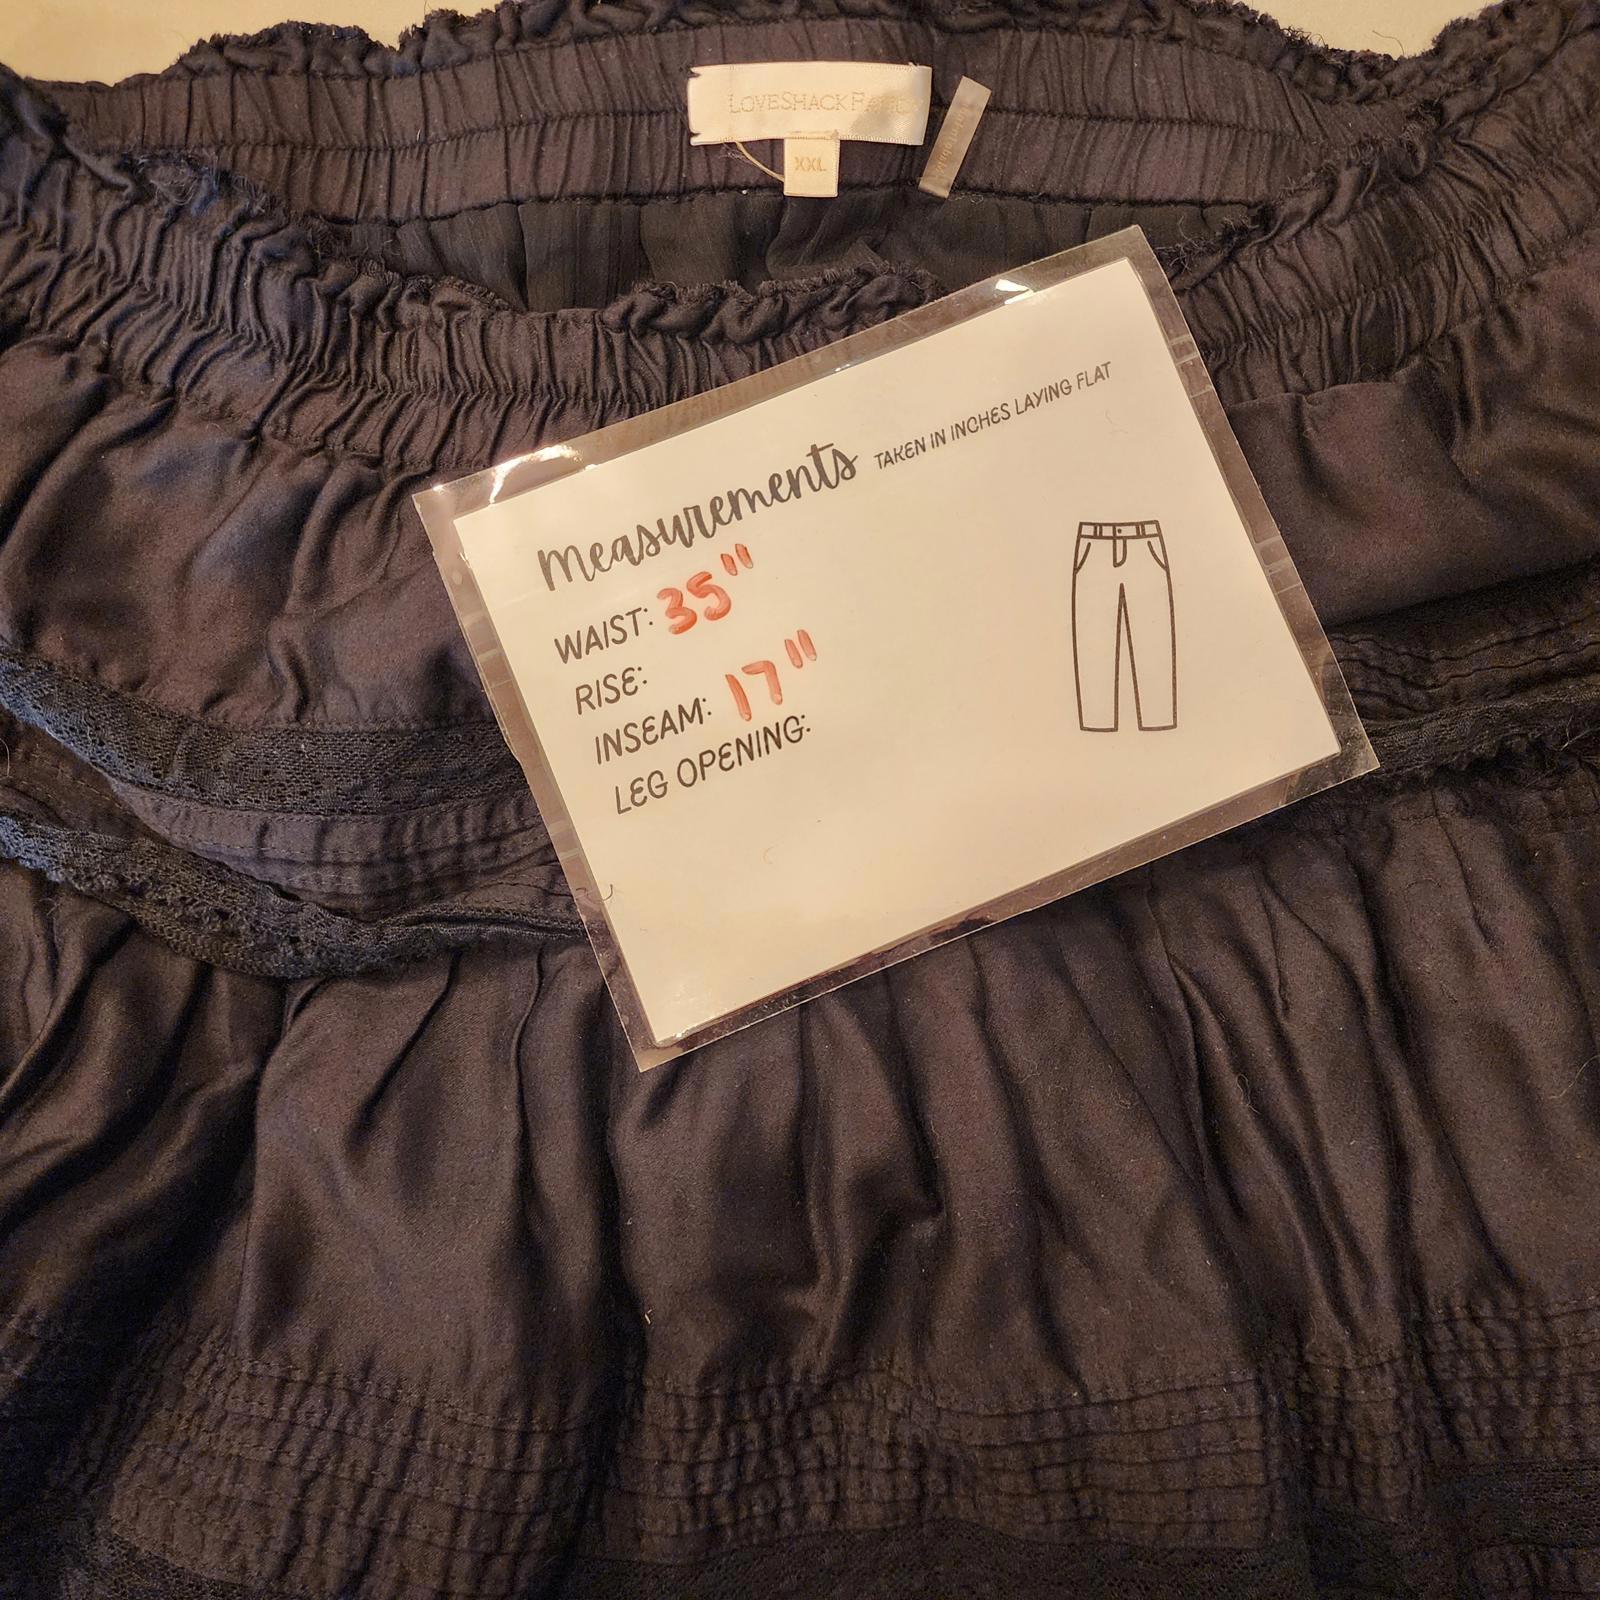 LOVESHACKFANCY
XXL
measurements TAKEN IN INCHES LAYING FLAT
WAIST: 35"
RISE:
INSEAM: 17"
LEG OPENING: